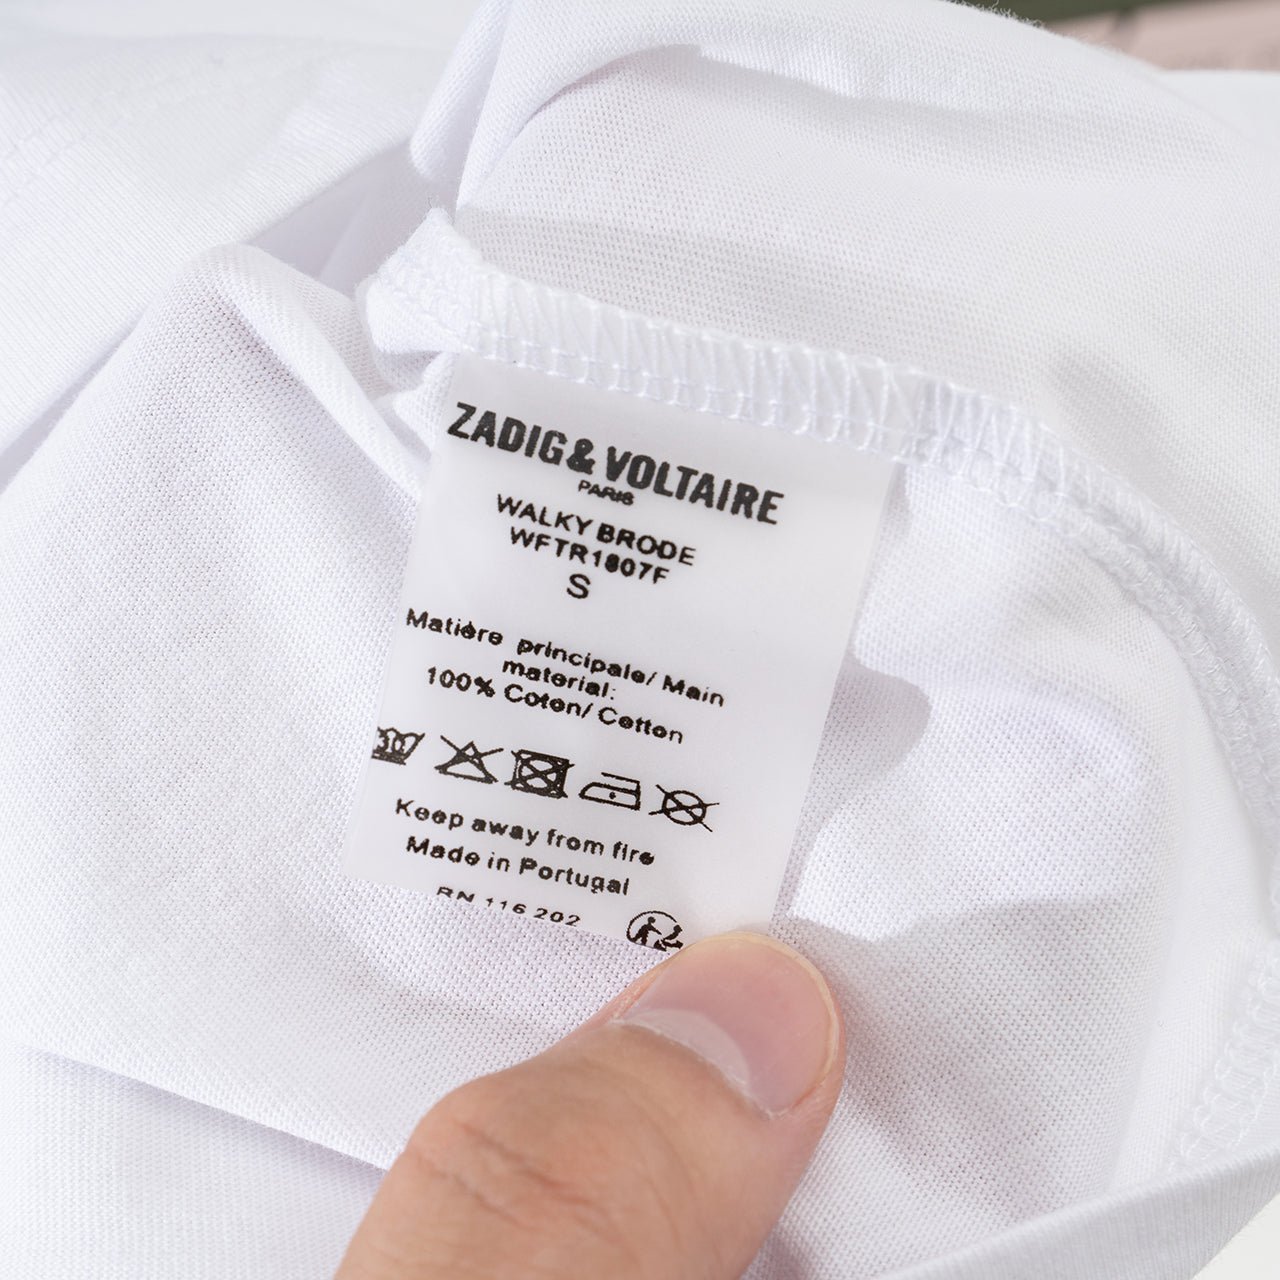 ZADIG&VOLTAIRE
PARIS
WALKY BRODE
WFTR1807F
S
Matière principale/ Main
material:
100% Coton/ Cotton
30
Keep away from fire
Made in Portugal
RN 116 202